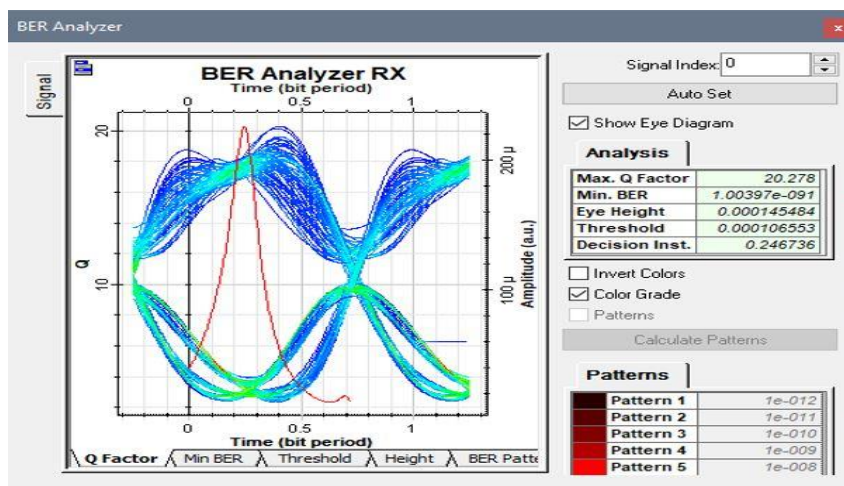 BER Analyzer
x
Signal
BER Analyzer RX
Time (bit period)
0 0.5 1
20
10
Q
200 µ
100 µ
Amplitude (a.u.)
0 0.5 1
Time (bit period)
Q Factor Min BER Threshold Height BER Patte
Signal Index: 0
Auto Set
Show Eye Diagram
Analysis
Max. Q Factor 20.278
Min. BER 1.00397e-091
Eye Height 0.000145484
Threshold 0.000106553
Decision Inst. 0.246736
Invert Colors
Color Grade
Patterns
Calculate Patterns
Patterns
Pattern 1 1e-012
Pattern 2 1e-011
Pattern 3 1e-010
Pattern 4 1e-009
Pattern 5 1e-008